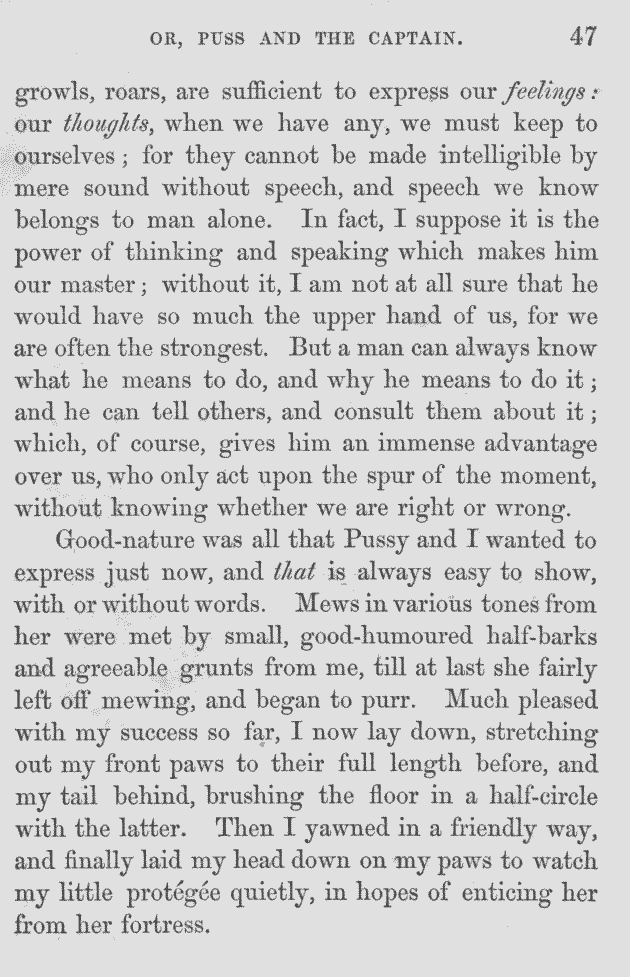 OR, PUSS AND THE CAPTAIN. 47
growls, roars, are sufficient to express our feelings:
our thoughts, when we have any, we must keep to
ourselves; for they cannot be made intelligible by
mere sound without speech, and speech we know
belongs to man alone. In fact, I suppose it is the
power of thinking and speaking which makes him
our master; without it, I am not at all sure that he
would have so much the upper hand of us, for we
are often the strongest. But a man can always know
what he means to do, and why he means to do it;
and he can tell others, and consult them about it;
which, of course, gives him an immense advantage
over us, who only act upon the spur of the moment,
without knowing whether we are right or wrong.
Good-nature was all that Pussy and I wanted to
express just now, and that is always easy to show,
with or without words. Mews in various tones from
her were met by small, good-humoured half-barks
and agreeable grunts from me, till at last she fairly
left off mewing, and began to purr. Much pleased
with my success so far, I now lay down, stretching
out my front paws to their full length before, and
my tail behind, brushing the floor in a half-circle
with the latter. Then I yawned in a friendly way,
and finally laid my head down on my paws to watch
my little protégée quietly, in hopes of enticing her
from her fortress.